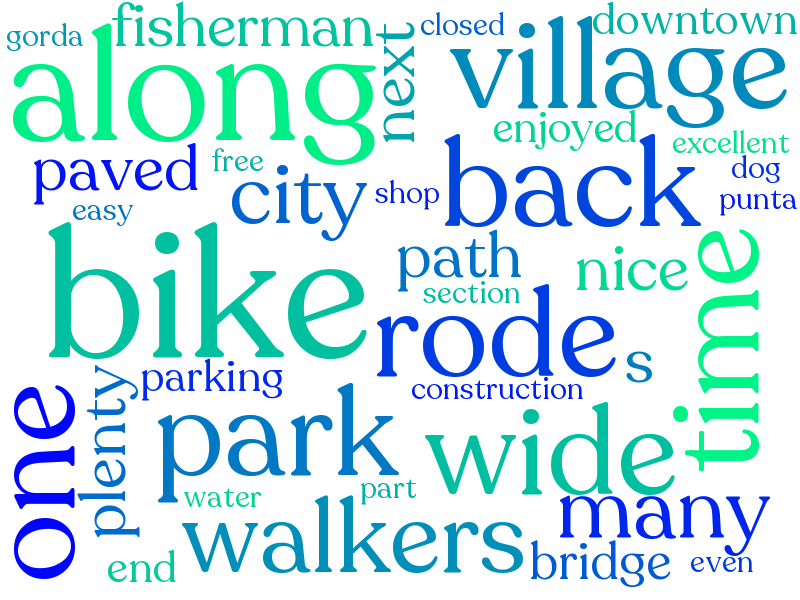 gorda
fisherman
next
closed
downtown
along
village
enjoyed
excellent
paved
free
city
shop
back
dog
punta
easy
bike
path
nice
time
section
rode
s
parking
construction
one
plenty
park
wide
water
part
many
walkers
end
bridge
even